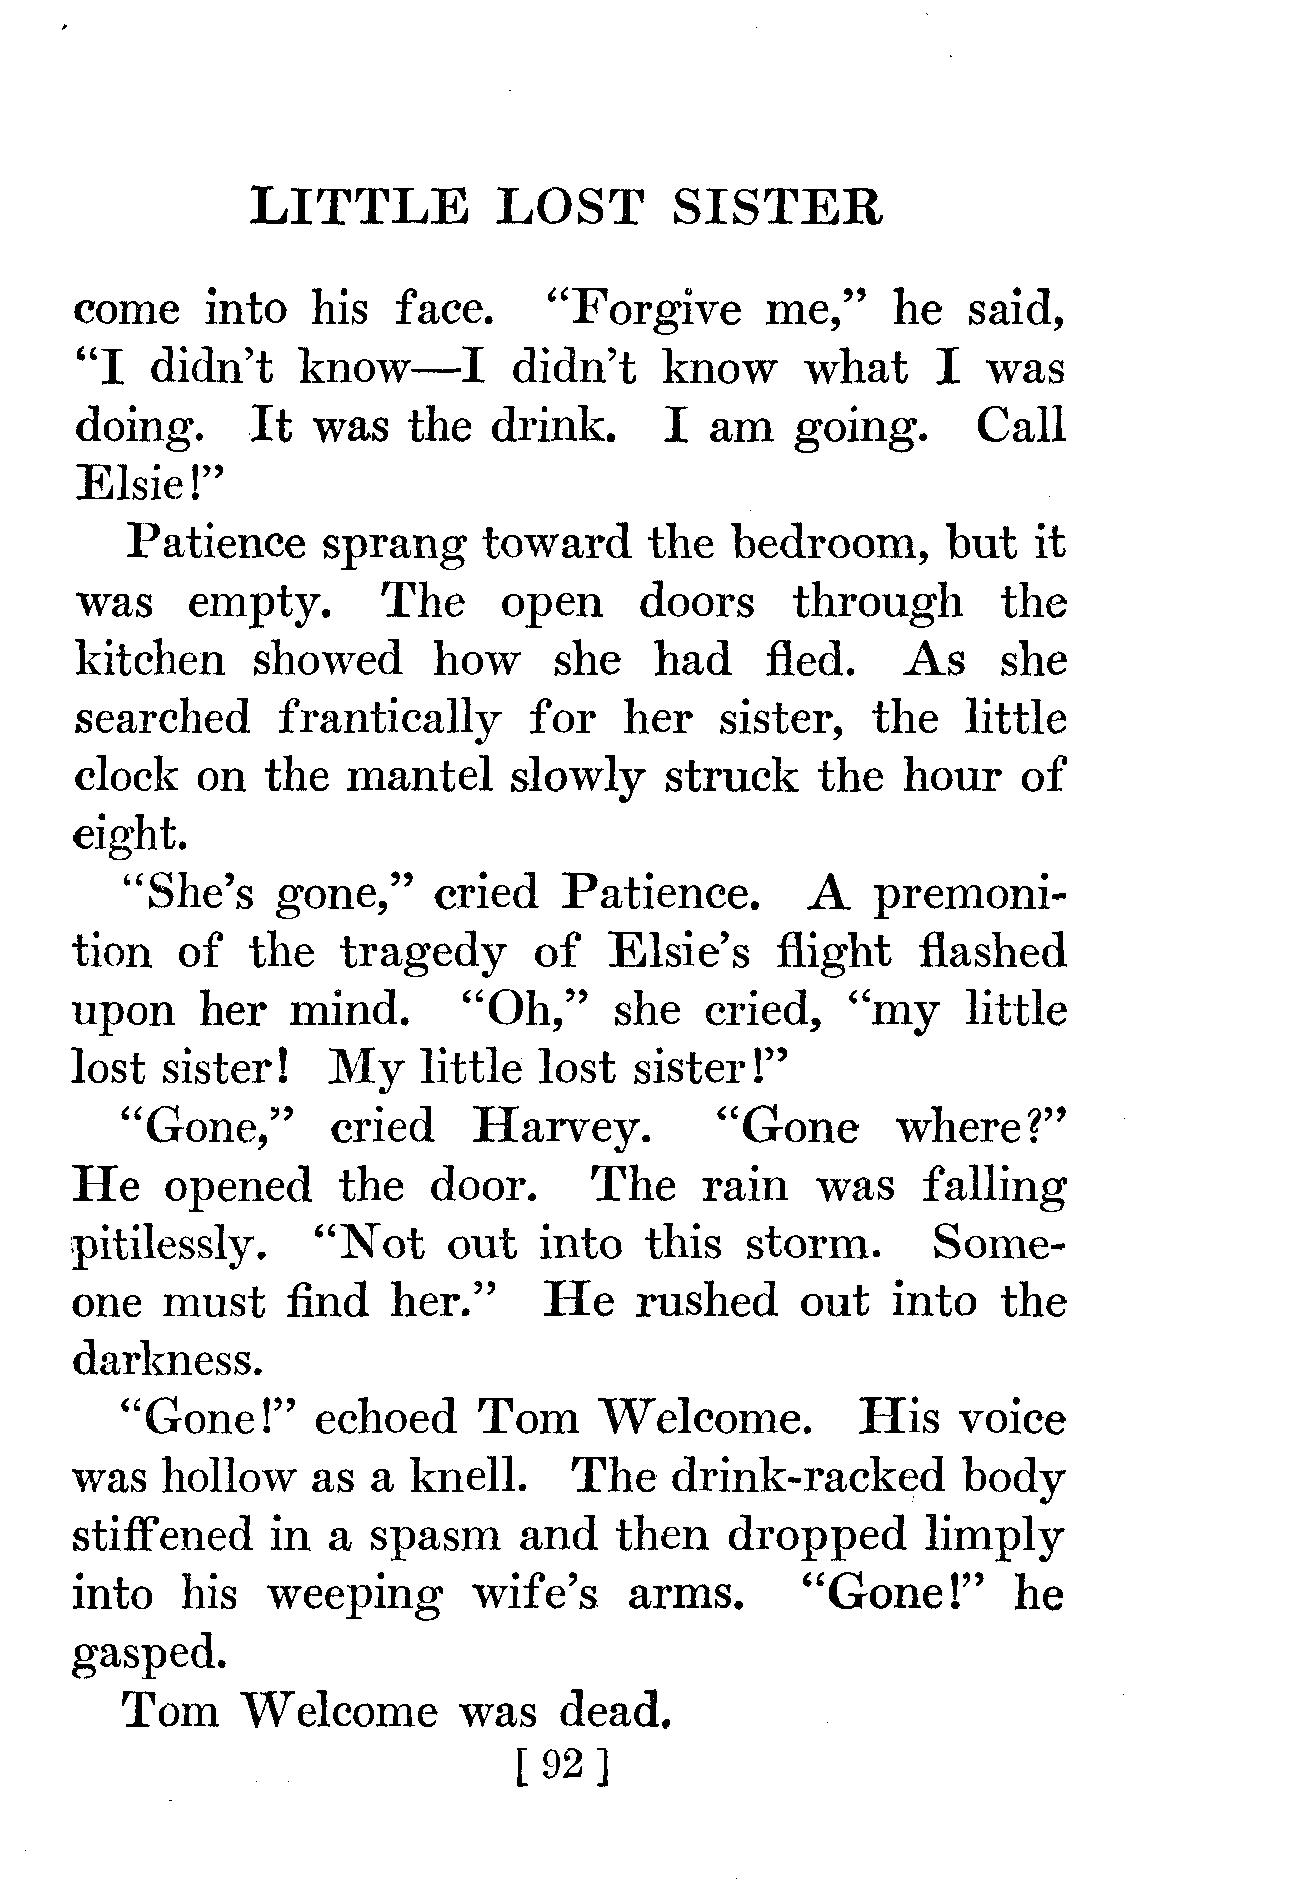 LITTLE LOST SISTER
come into his face. “Forgive me,” he said,
“I didn’t know—I didn’t know what I was
doing. It was the drink. I am going. Call
Elsie!”
Patience sprang toward the bedroom, but it
was empty. The open doors through the
kitchen showed how she had fled. As she
searched frantically for her sister, the little
clock on the mantel slowly struck the hour of
eight.
“She’s gone,” cried Patience. A premoni-
tion of the tragedy of Elsie’s flight flashed
upon her mind. “Oh,” she cried, “my little
lost sister! My little lost sister!”
“Gone,” cried Harvey. “Gone where?”
He opened the door. The rain was falling
pitilessly. “Not out into this storm. Some-
one must find her.” He rushed out into the
darkness.
“Gone!” echoed Tom Welcome. His voice
was hollow as a knell. The drink-racked body
stiffened in a spasm and then dropped limply
into his weeping wife’s arms. “Gone!” he
gasped.
Tom Welcome was dead.
[ 92 ]